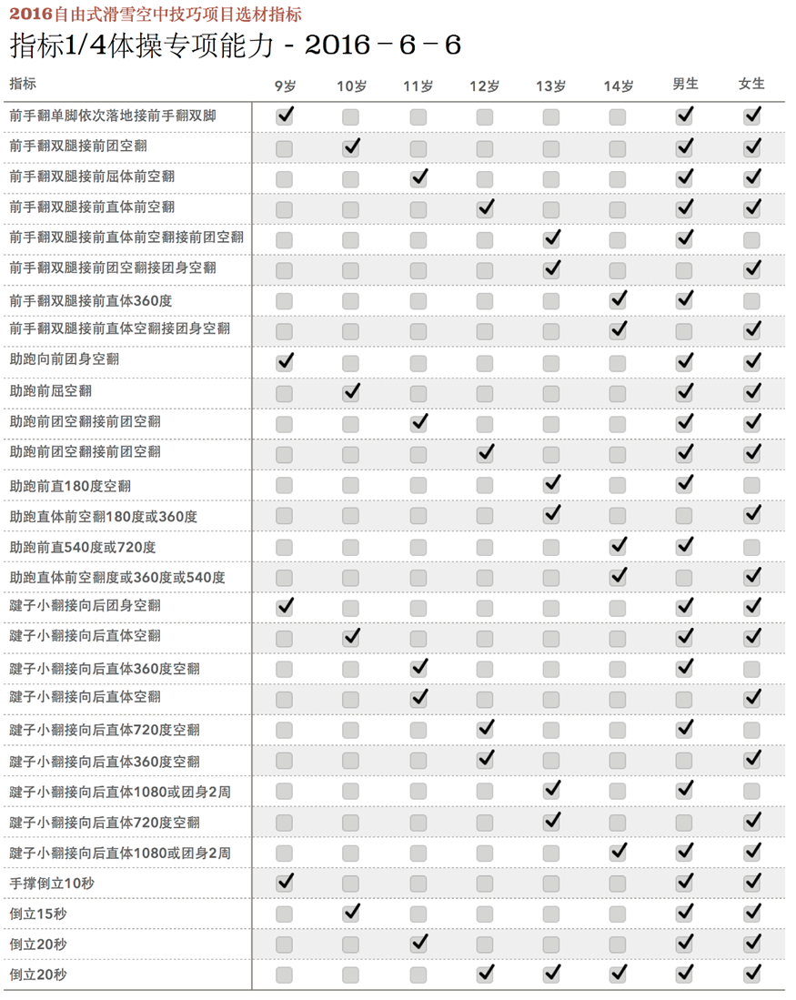 2016自由式滑雪空中技巧项目选材指标
指标1/4体操专项能力 - 2016－6－6
指标 9岁 10岁 11岁 12岁 13岁 14岁 男生 女生
前手翻单脚依次落地接前手翻双脚
前手翻双腿接前团空翻
前手翻双腿接前屈体前空翻
前手翻双腿接前直体前空翻
前手翻双腿接前直体前空翻接前团空翻
前手翻双腿接前团空翻接团身空翻
前手翻双腿接前直体360度
前手翻双腿接前直体空翻接团身空翻
助跑向前团身空翻
助跑前屈空翻
助跑前团空翻接前团空翻
助跑前团空翻接前团空翻
助跑前直180度空翻
助跑直体前空翻180度或360度
助跑前直540度或720度
助跑直体前空翻度或360度或540度
踺子小翻接向后团身空翻
踺子小翻接向后直体空翻
踺子小翻接向后直体360度空翻
踺子小翻接向后直体空翻
踺子小翻接向后直体720度空翻
踺子小翻接向后直体360度空翻
踺子小翻接向后直体1080或团身2周
踺子小翻接向后直体720度空翻
踺子小翻接向后直体1080或团身2周
手撑倒立10秒
倒立15秒
倒立20秒
倒立20秒